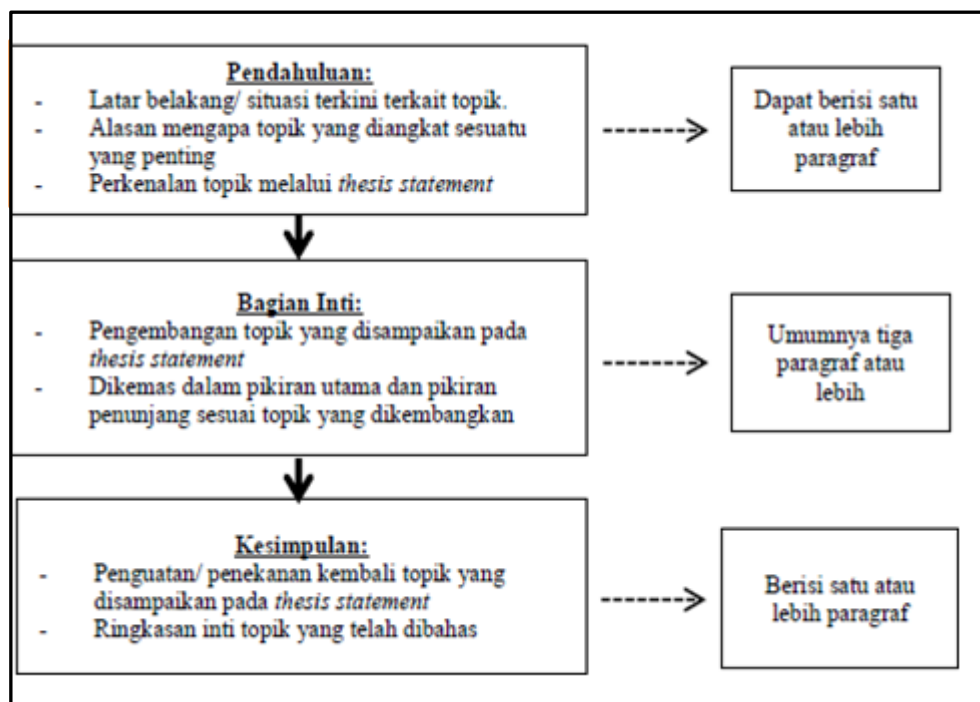 Pendahuluan:
- Latar belakang/ situasi terkini terkait topik.
- Alasan mengapa topik yang diangkat sesuatu
yang penting
- Perkenalan topik melalui thesis statement
Dapat berisi satu
atau lebih
paragraf
Bagian Inti:
- Pengembangan topik yang disampaikan pada
thesis statement
- Dikemas dalam pikiran utama dan pikiran
penunjang sesuai topik yang dikembangkan
Umumnya tiga
paragraf atau
lebih
Kesimpulan:
- Penguatan/ penekanan kembali topik yang
disampaikan pada thesis statement
- Ringkasan inti topik yang telah dibahas
Berisi satu atau
lebih paragraf